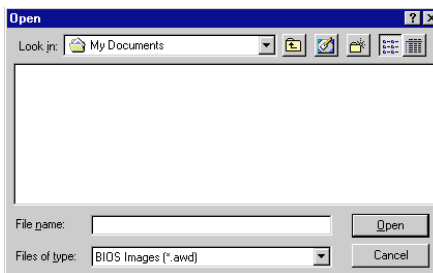 Open
Look in: My Documents
File name: Open
Files of type: BIOS Images (*.awd) Cancel